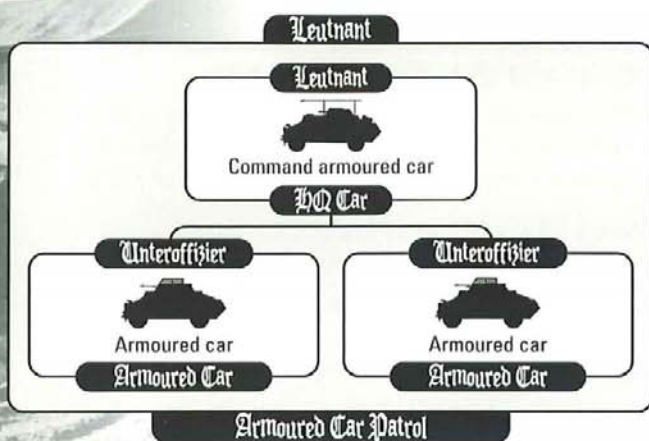 Leutnant
Leutnant
Command armoured car
HQ Car
Unteroffizier
Unteroffizier
Armoured car
Armoured car
Armoured Car
Armoured Car
Armoured Car Patrol